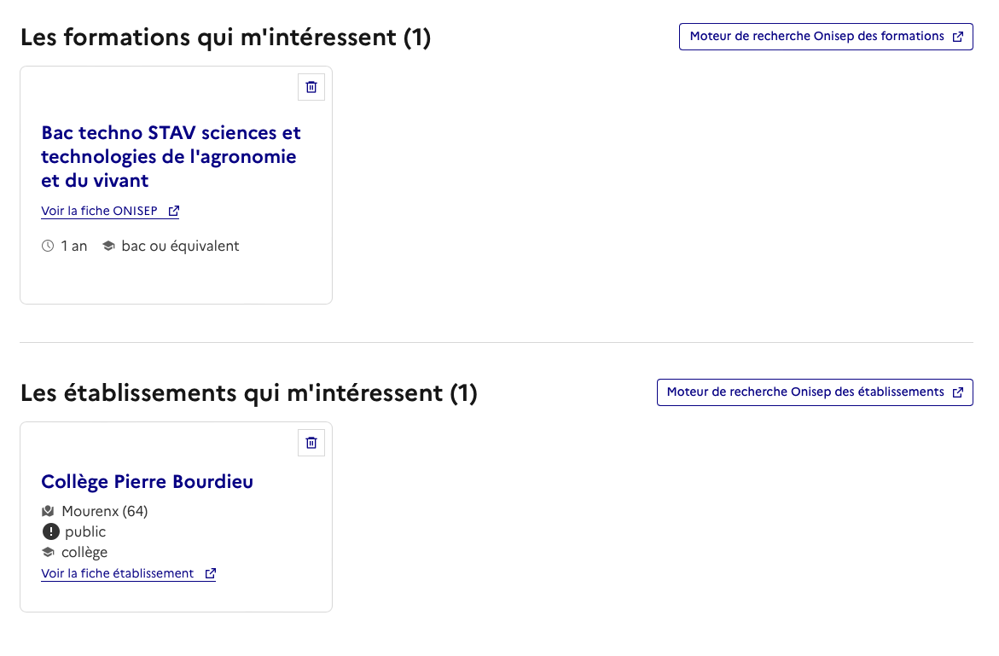 Les formations qui m'intéressent (1)
Moteur de recherche Onisep des formations
Bac techno STAV sciences et
technologies de l'agronomie
et du vivant
Voir la fiche ONISEP
1 an bac ou équivalent
Les établissements qui m'intéressent (1)
Moteur de recherche Onisep des établissements
Collège Pierre Bourdieu
Mourenx (64)
public
collège
Voir la fiche établissement